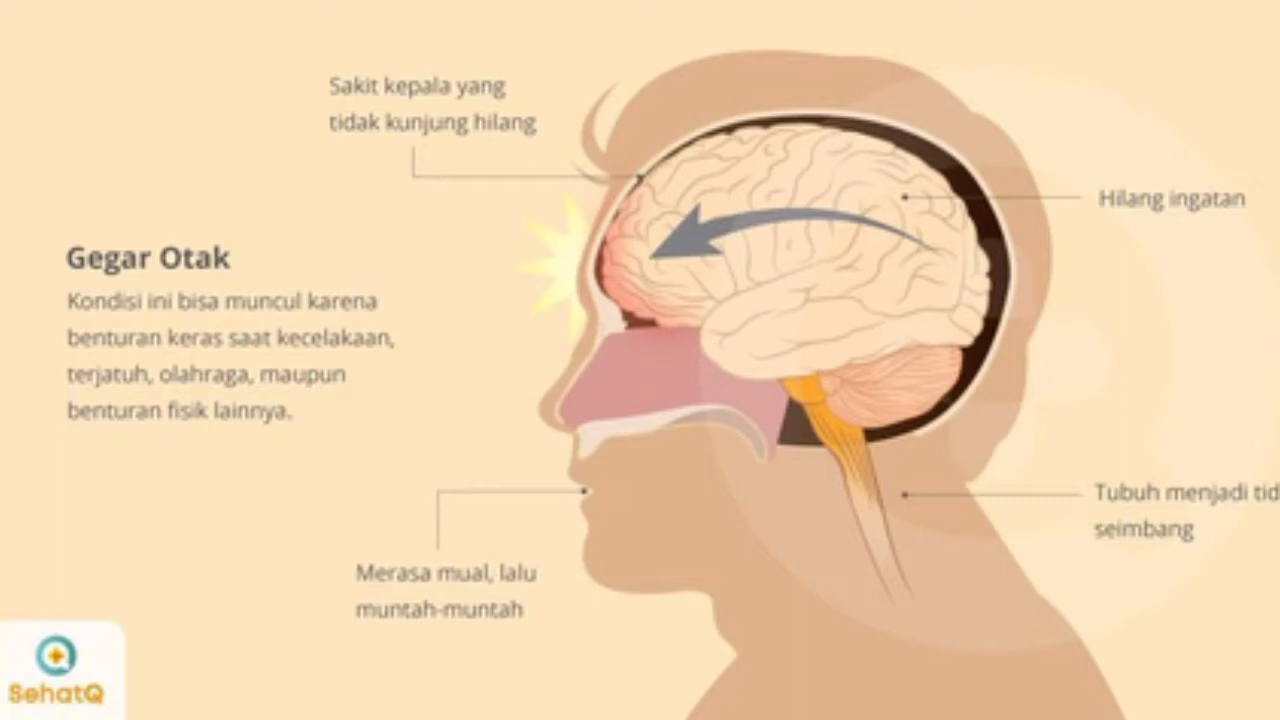 Sakit kepala yang
tidak kunjung hilang
Hilang ingatan
Gegar Otak
Kondisi ini bisa muncul karena
benturan keras saat kecelakaan,
terjatuh, olahraga, maupun
benturan fisik lainnya.
Tubuh menjadi tid
seimbang
Merasa mual, lalu
muntah-muntah
SehatQ